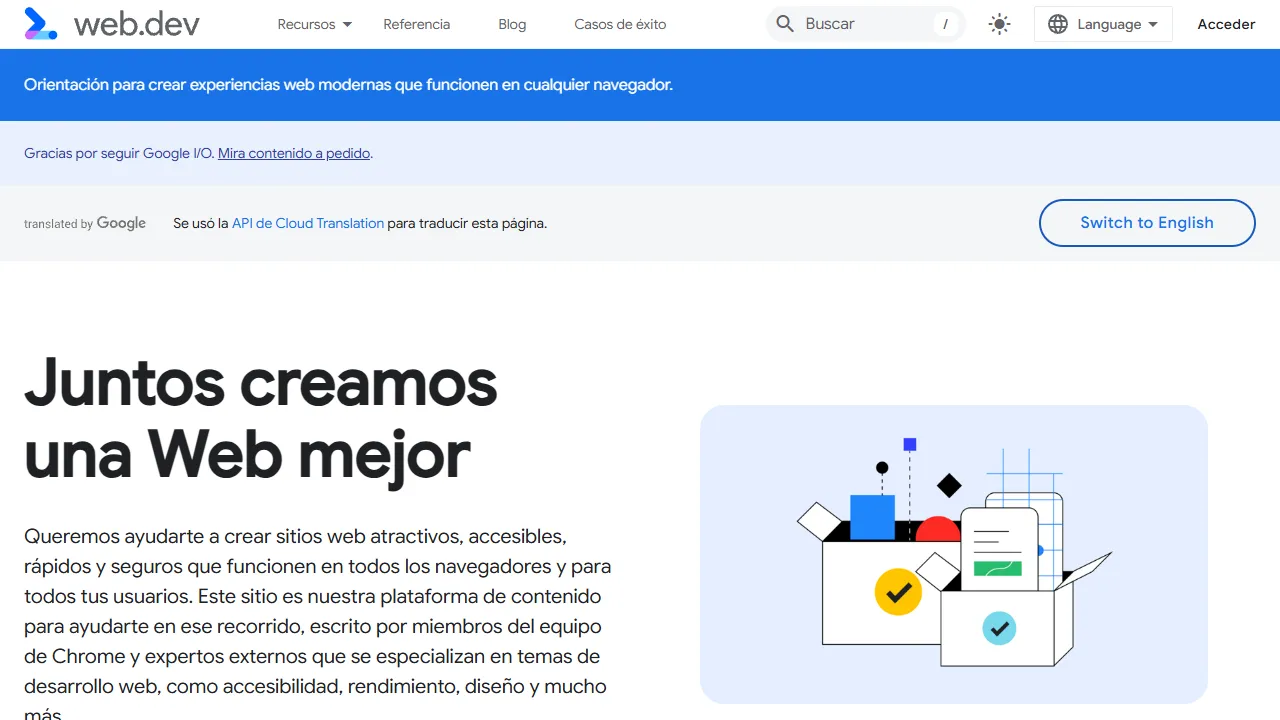 web.dev
Recursos
Referencia
Blog
Casos de éxito
Buscar
/
Language
Acceder
Orientación para crear experiencias web modernas que funcionen en cualquier navegador.
Gracias por seguir Google I/O. Mira contenido a pedido.
translated by Google
Se usó la API de Cloud Translation para traducir esta página.
Switch to English
Juntos creamos
una Web mejor
Queremos ayudarte a crear sitios web atractivos, accesibles,
rápidos y seguros que funcionen en todos los navegadores y para
todos tus usuarios. Este sitio es nuestra plataforma de contenido
para ayudarte en ese recorrido, escrito por miembros del equipo
de Chrome y expertos externos que se especializan en temas de
desarrollo web, como accesibilidad, rendimiento, diseño y mucho
más.